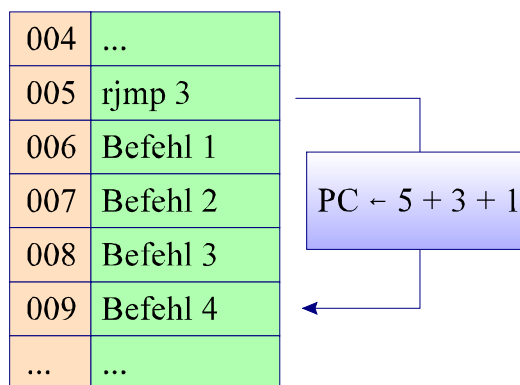 004 ...
005 rjmp 3
006 Befehl 1
007 Befehl 2
PC ← 5 + 3 + 1
008 Befehl 3
009 Befehl 4
... ...